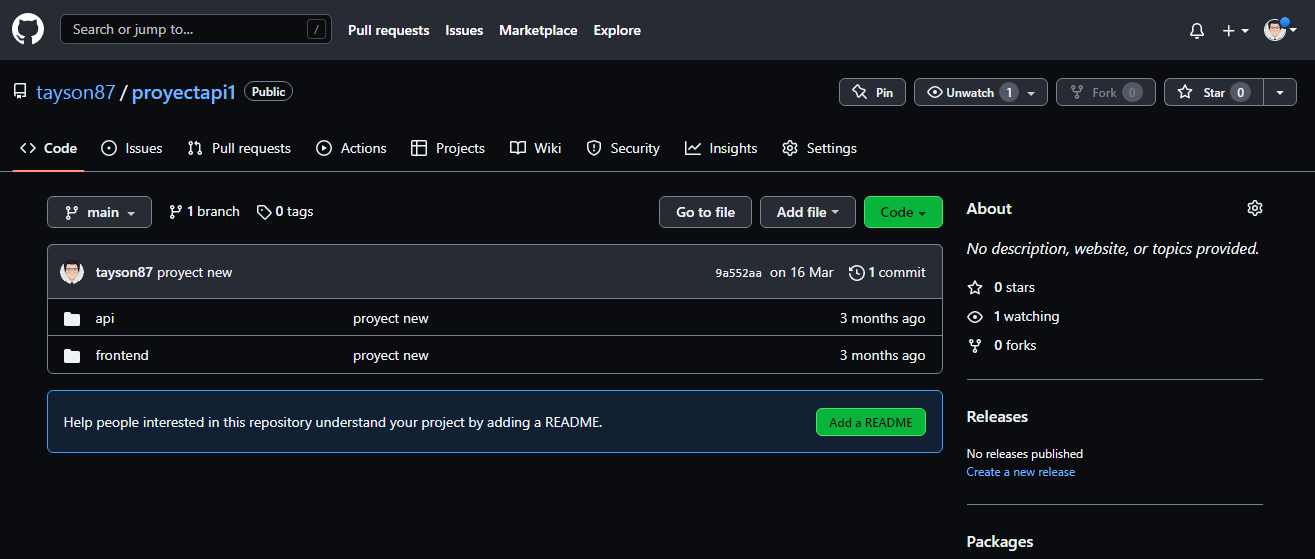 Search or jump to... / Pull requests Issues Marketplace Explore
tayson87 / proyectapi1 Public Pin Unwatch 1 Fork 0 Star 0
Code Issues Pull requests Actions Projects Wiki Security Insights Settings
main 1 branch 0 tags Go to file Add file Code
tayson87 proyect new 9a552aa on 16 Mar 1 commit
api proyect new 3 months ago
frontend proyect new 3 months ago
Help people interested in this repository understand your project by adding a README. Add a README
About
No description, website, or topics provided.
0 stars
1 watching
0 forks
Releases
No releases published
Create a new release
Packages